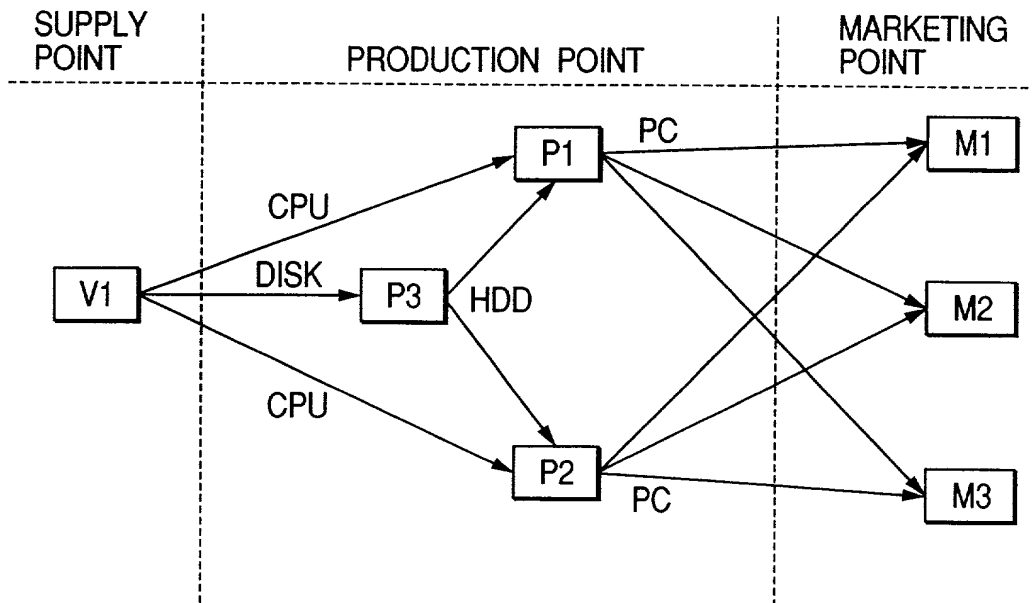 SUPPLY
POINT
PRODUCTION POINT
MARKETING
POINT
P1
PC
M1
CPU
V1
DISK
P3
HDD
M2
CPU
P2
PC
M3